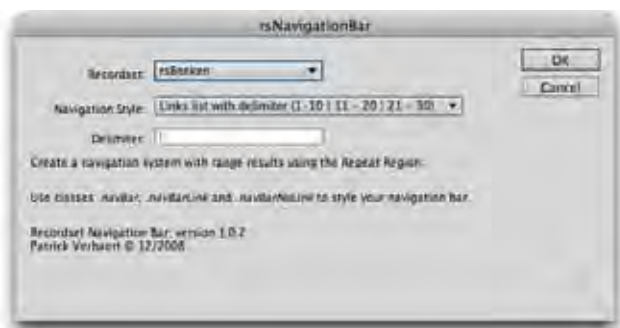 rsNavigationBar
Recordset: rsBoeken
OK
Cancel
Navigation Style: Links list with delimiter (1-10 | 11 - 20 | 21 - 30)
Delimiter: |
Create a navigation system with range results using the Repeat Region.
Use classes .navBar, .navBarLink and .navBarNoLink to style your navigation bar.
Recordset Navigation Bar, version 1.0.2
Patrick Verhaert © 12/2008